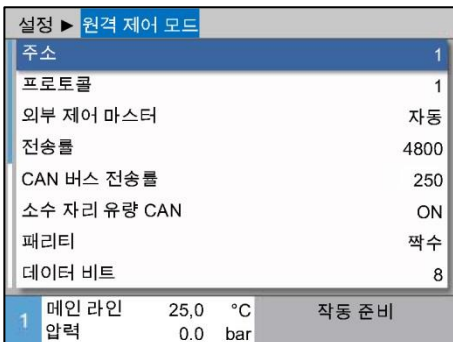 설정 ► 원격 제어 모드
주소 1
프로토콜 1
외부 제어 마스터 자동
전송률 4800
CAN 버스 전송률 250
소수 자리 유량 CAN ON
패리티 짝수
데이터 비트 8
1 메인 라인 25,0 °C 작동 준비
압력 0.0 bar